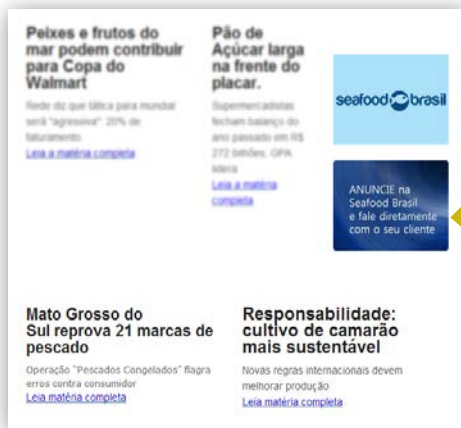 Peixes e frutos do
mar podem contribuir
para Copa do
Walmart
Rede diz que tática para mundial
será "agressiva": 20% de
faturamento
Leia a matéria completa
Pão de
Açúcar larga
na frente do
placar.
Supermercadistas
fecham balanço do
ano passado em R$
272 bilhões; GPA
lidera
Leia a matéria
completa
seafood brasil
ANUNCIE na
Seafood Brasil
e fale diretamente
com o seu cliente
Mato Grosso do
Sul reprova 21 marcas de
pescado
Operação "Pescados Congelados" flagra
erros contra consumidor
Leia matéria completa
Responsabilidade:
cultivo de camarão
mais sustentável
Novas regras internacionais devem
melhorar produção
Leia matéria completa